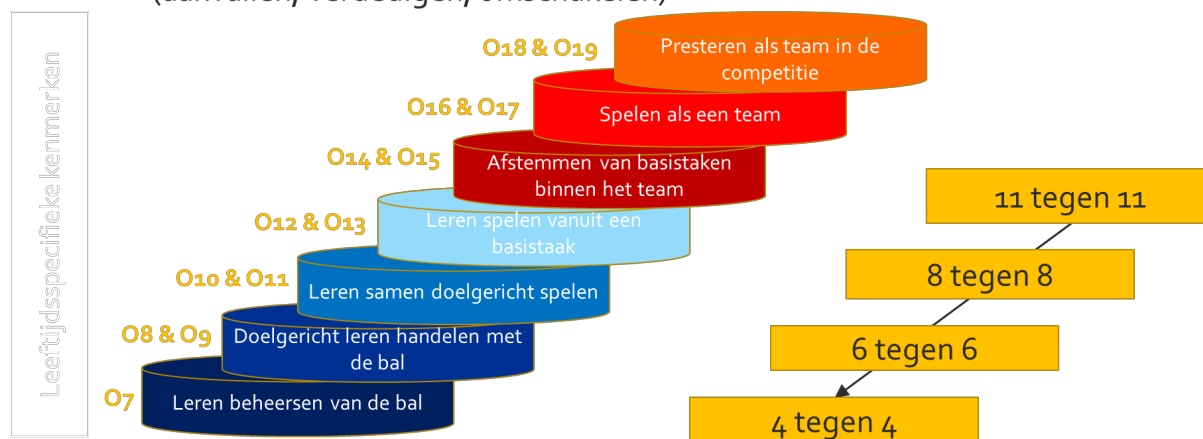 (aanvallen, verdedigen, omschakelen)
Leeftijdsspecifieke kenmerken
O18 & O19
Presteren als team in de
competitie
O16 & O17
Spelen als een team
O14 & O15
Afstemmen van basistaken
binnen het team
O12 & O13
Leren spelen vanuit een
basistaak
O10 & O11
Leren samen doelgericht spelen
O8 & O9
Doelgericht leren handelen met
de bal
O7
Leren beheersen van de bal
11 tegen 11
8 tegen 8
6 tegen 6
4 tegen 4